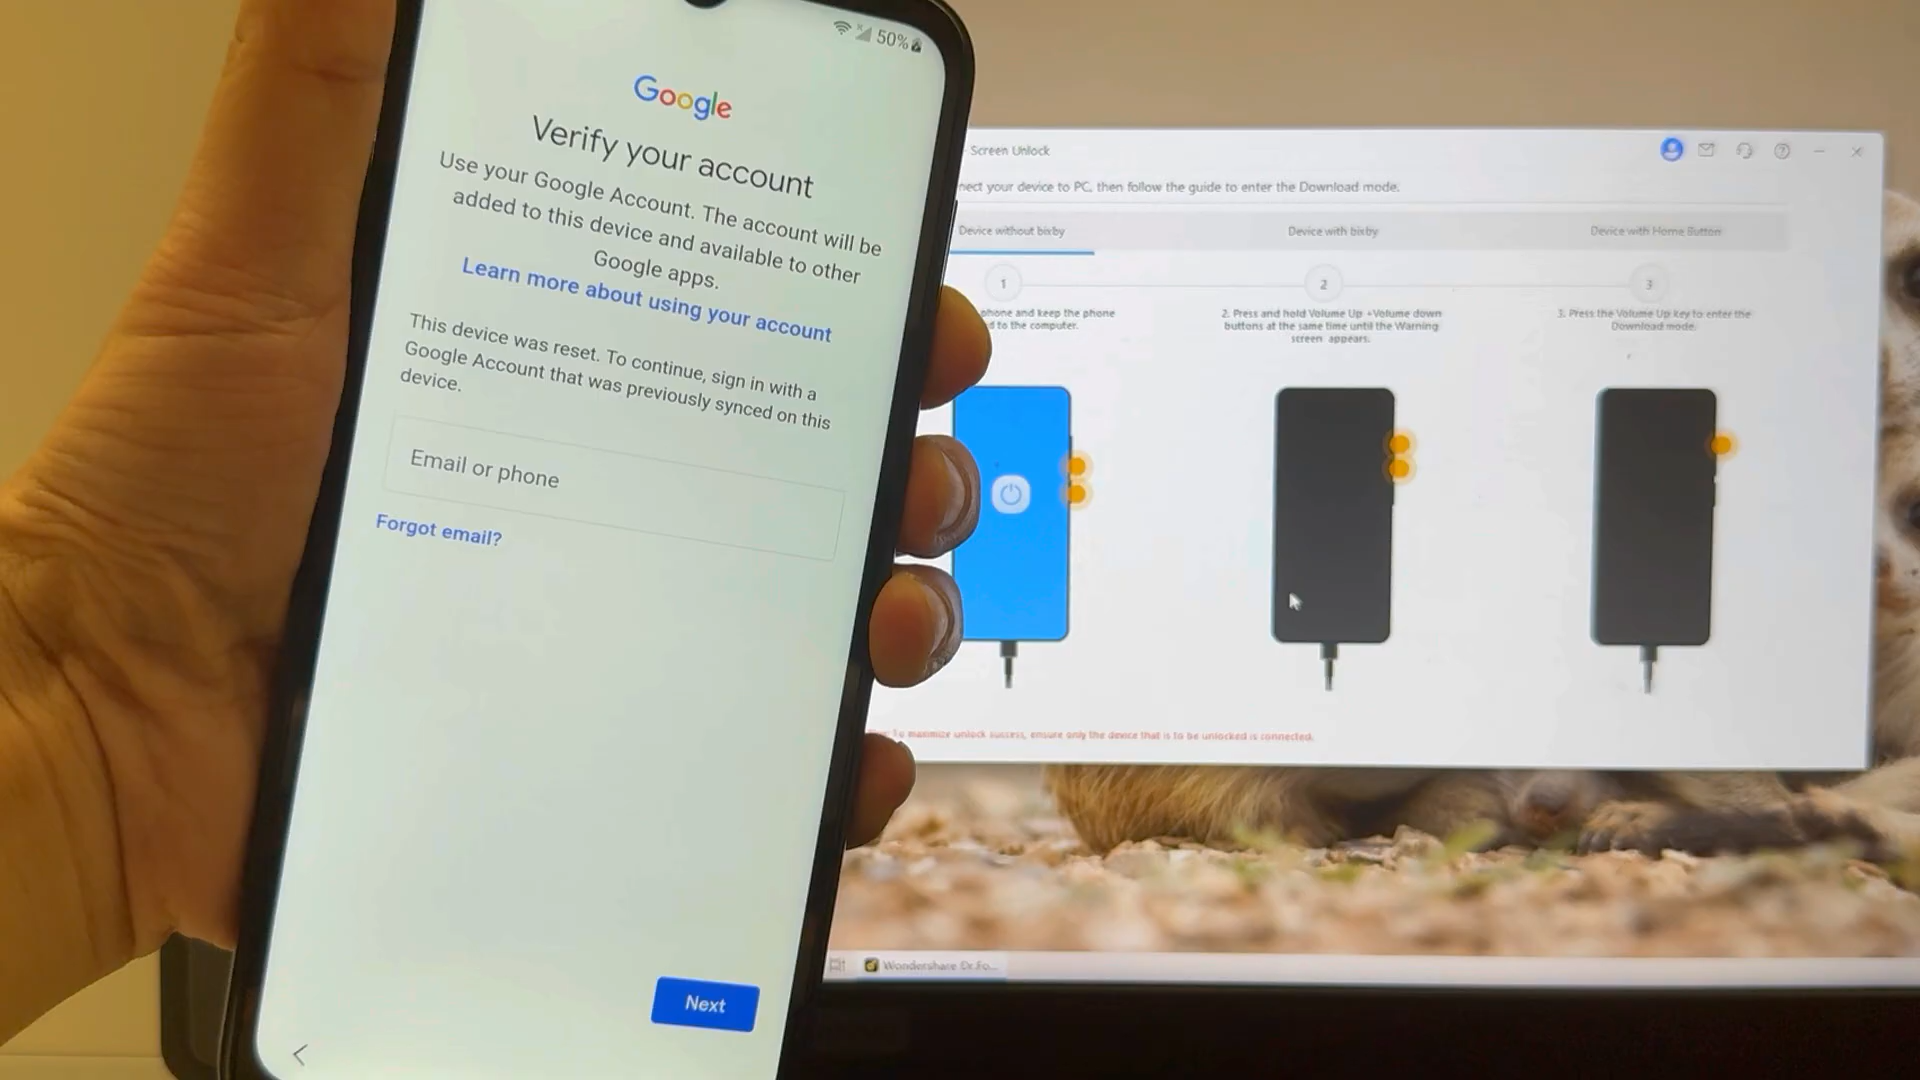 50%
Google
Verify your account
Use your Google Account. The account will be
added to this device and available to other
Google apps.
Learn more about using your account
This device was reset. To continue, sign in with a
Google Account that was previously synced on this
device.
Email or phone
Forgot email?
Next
Screen Unlock
your device to PC, then follow the guide to enter the Download mode.
Device without bixby
Device with bixby
Device with Home Button
1
2
3
phone and keep the phone
to the computer.
2. Press and hold Volume Up +Volume down
buttons at the same time until the Warning
screen appears.
3. Press the Volume Up key to enter the
Download mode.
To maximize unlock success, ensure only the device that is to be unlocked is connected.
Wondershare Dr.Fo...